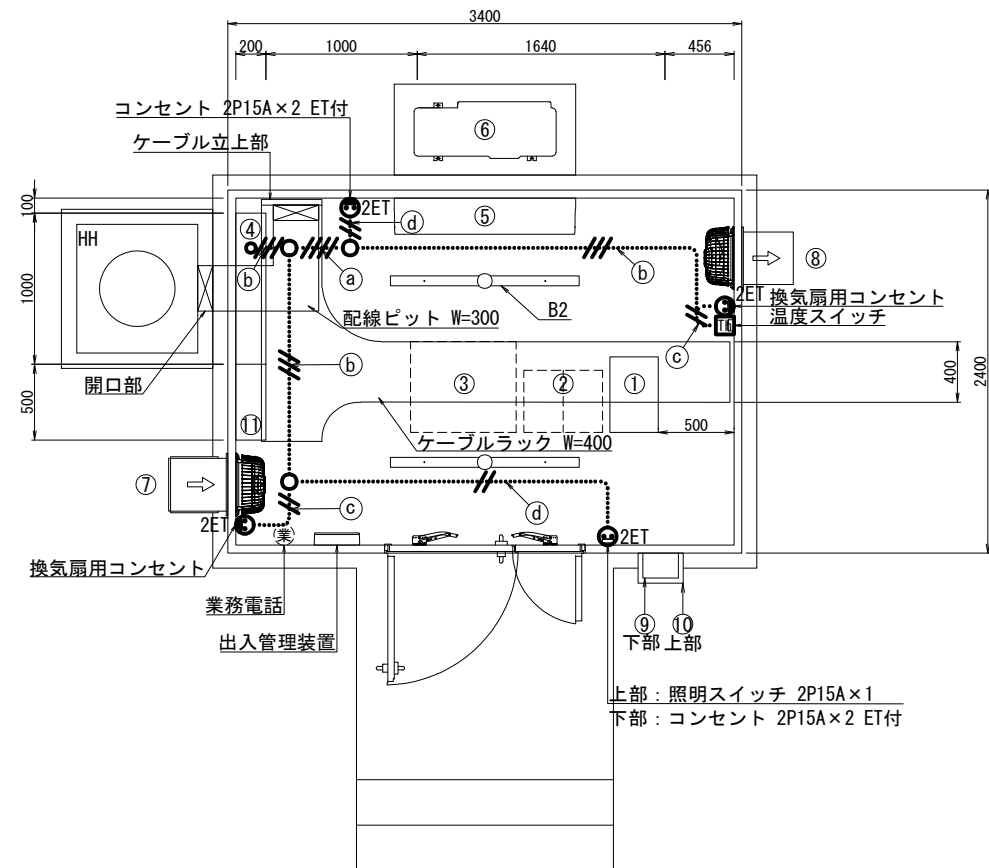 3400
200
1000
1640
456
コンセント 2P15A×2 ET付
ケーブル立上部
⑥
100
2ET
ⓓ
⑤
④
HH
ⓑ
ⓐ
ⓑ
⑧
1000
B2
2ET 換気扇用コンセント
温度スイッチ
配線ピット W=300
TH
ⓒ
2400
開口部
ⓑ
③
②
①
400
500
⑪
ケーブルラック W=400
500
⑦
ⓒ
ⓓ
2ET
業
2ET
換気扇用コンセント
業務電話
出入管理装置
⑨
⑩
下部
上部
上部：照明スイッチ 2P15A×1
下部：コンセント 2P15A×2 ET付